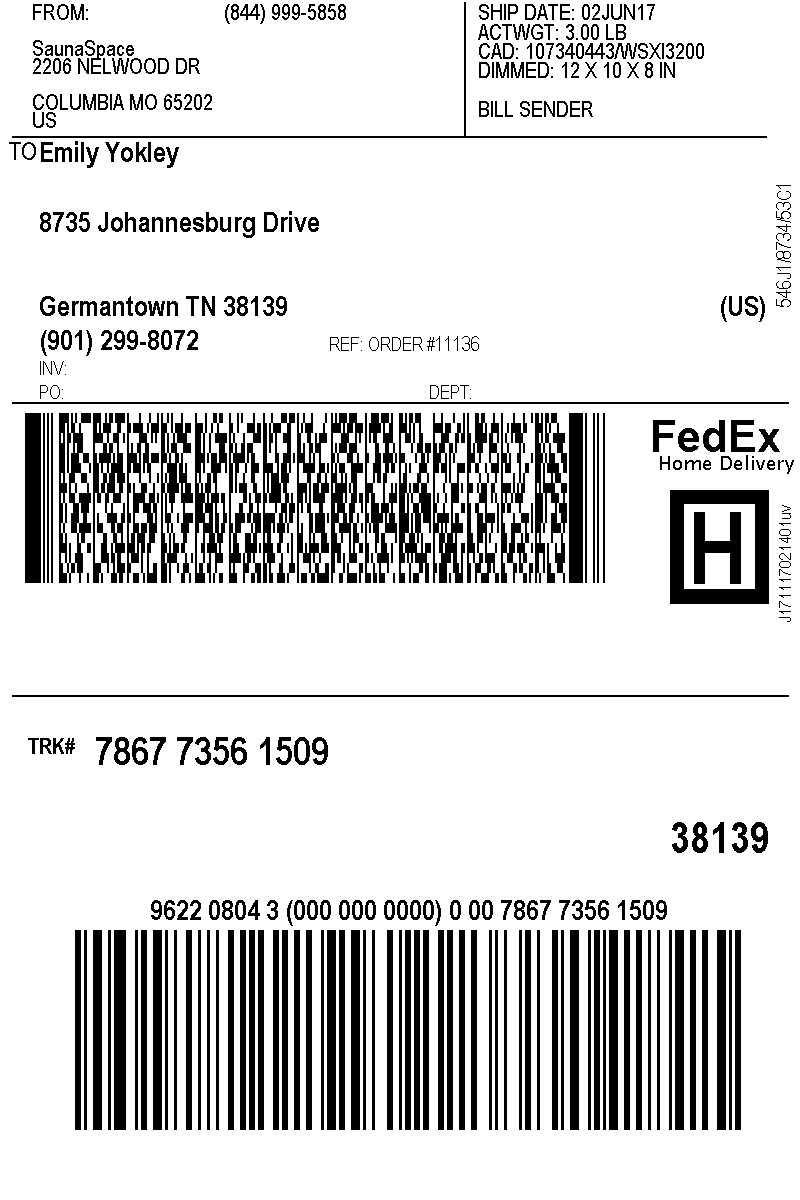 FROM: (844) 999-5858
SaunaSpace
2206 NELWOOD DR
COLUMBIA MO 65202
US
SHIP DATE: 02JUN17
ACTWGT: 3.00 LB
CAD: 107340443/WSXI3200
DIMMED: 12 X 10 X 8 IN
BILL SENDER
TO Emily Yokley
8735 Johannesburg Drive
Germantown TN 38139 (US)
(901) 299-8072 REF: ORDER #11136
INV:
PO: DEPT:
546J1/8734/53C1
FedEx
Home Delivery
H
J171117021401uv
TRK# 7867 7356 1509
38139
9622 0804 3 (000 000 0000) 0 00 7867 7356 1509